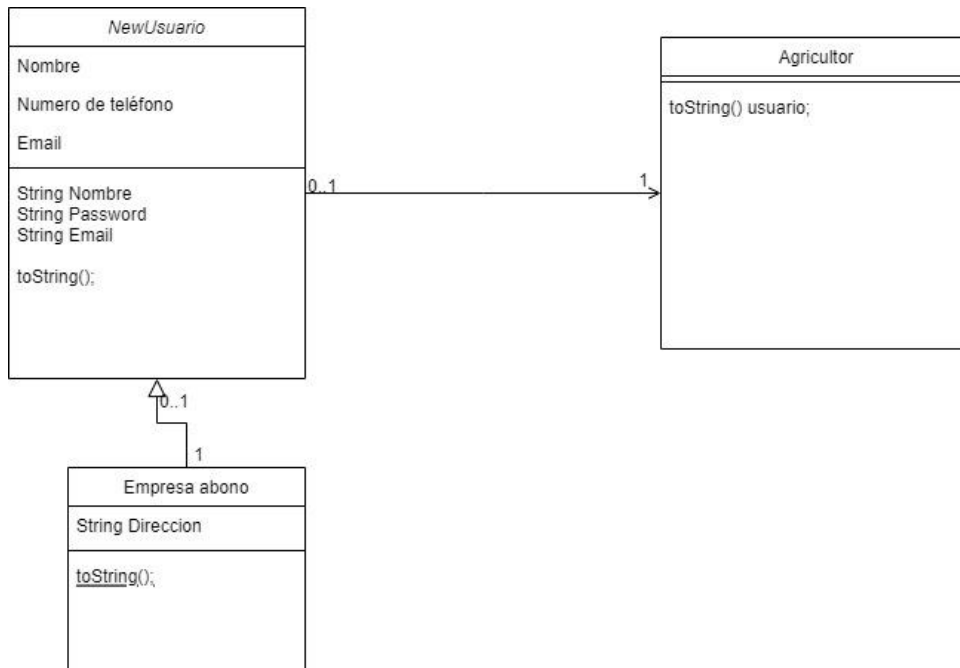 NewUsuario
Nombre
Numero de teléfono
Email
String Nombre
String Password
String Email
toString();
0..1
1
Agricultor
toString() usuario;
0..1
1
Empresa abono
String Direccion
toString();